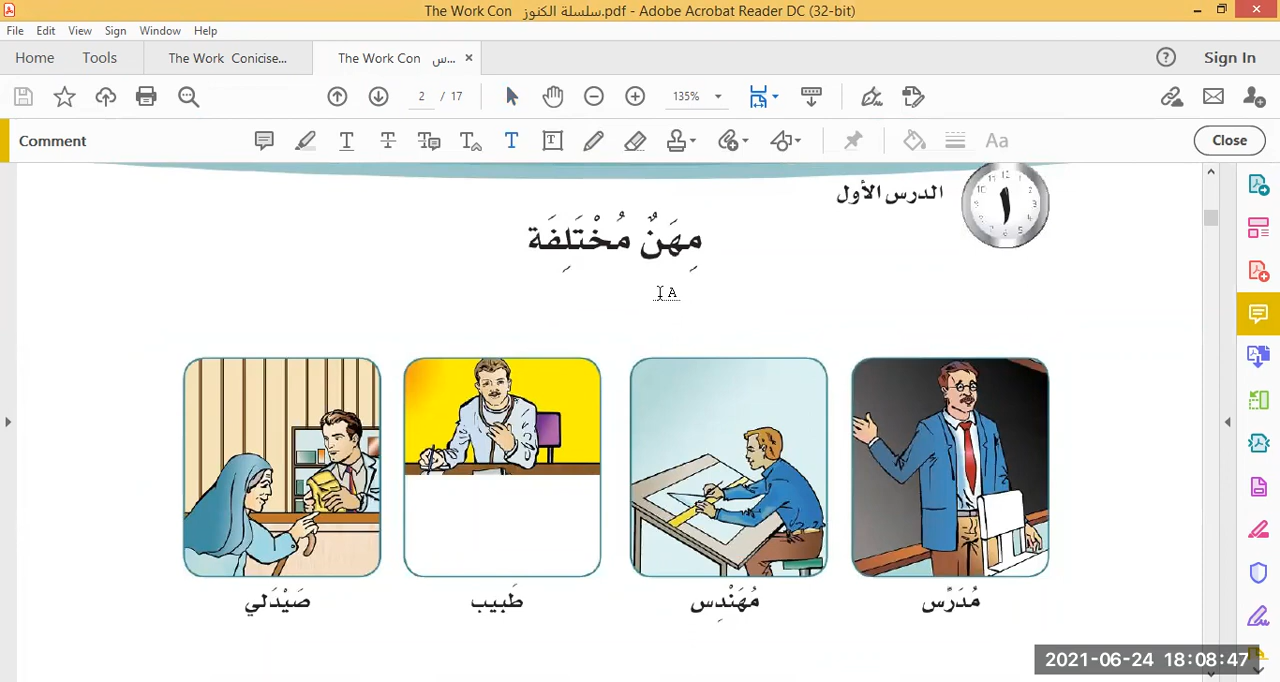 The Work Con سلسلة الكنوز.pdf - Adobe Acrobat Reader DC (32-bit)
File Edit View Sign Window Help
Home Tools The Work Conicise... The Work Con س... × Sign In
2 / 17 135%
Comment Close
الدرس الأول
١
مِهَنٌ مُخْتَلِفَة
مُدَرِّس مُهَنْدِس طَبيب صَيْدَلي
2021-06-24 18:08:47